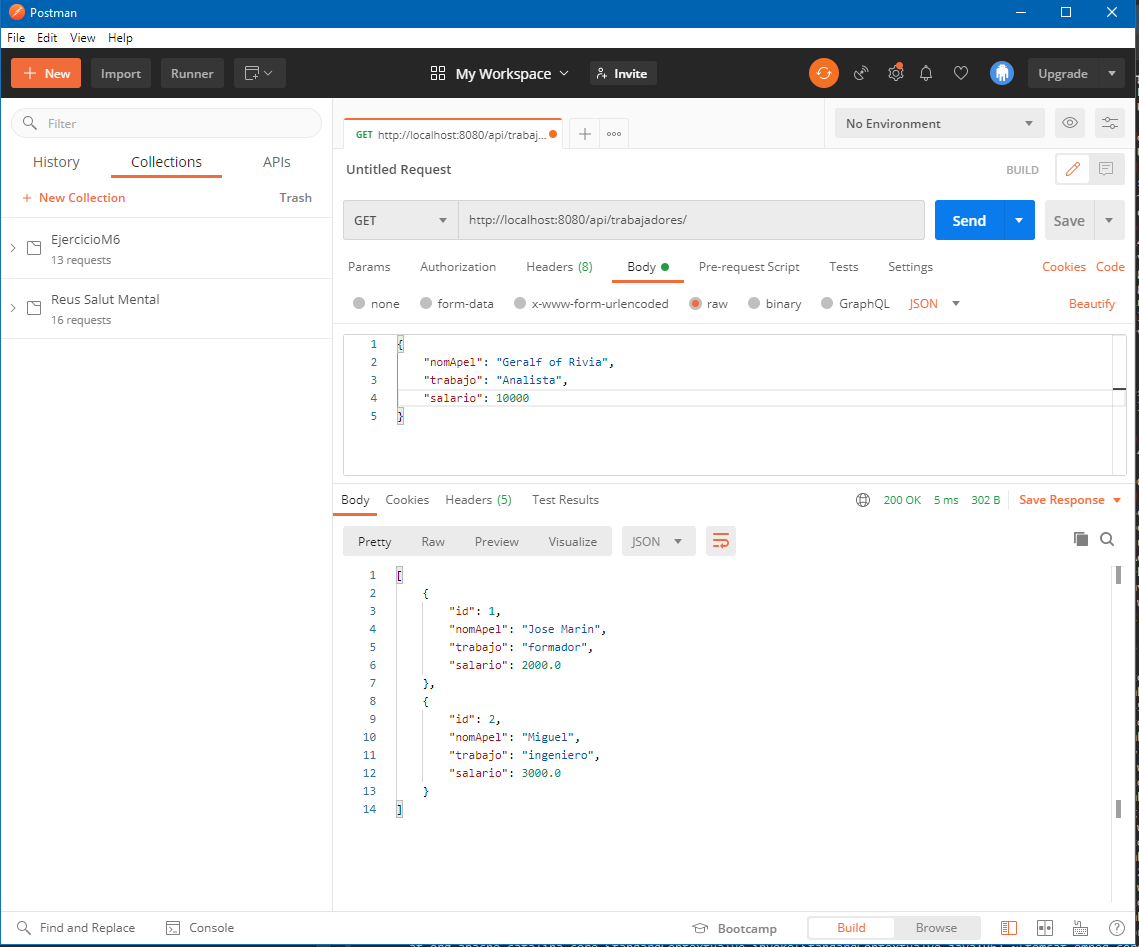 Postman
File Edit View Help
New Import Runner My Workspace Invite Upgrade
Filter
History Collections APIs
New Collection Trash
EjercicioM6
13 requests
Reus Salut Mental
16 requests
GET http://localhost:8080/api/trabaj...
No Environment
Untitled Request BUILD
GET http://localhost:8080/api/trabajadores/ Send Save
Params Authorization Headers (8) Body Pre-request Script Tests Settings Cookies Code
none form-data x-www-form-urlencoded raw binary GraphQL JSON Beautify
1 {
2 "nomApel": "Geralf of Rivia",
3 "trabajo": "Analista",
4 "salario": 10000
5 }
Body Cookies Headers (5) Test Results 200 OK 5 ms 302 B Save Response
Pretty Raw Preview Visualize JSON
1 [
2 {
3 "id": 1,
4 "nomApel": "Jose Marin",
5 "trabajo": "formador",
6 "salario": 2000.0
7 },
8 {
9 "id": 2,
10 "nomApel": "Miguel",
11 "trabajo": "ingeniero",
12 "salario": 3000.0
13 }
14 ]
Find and Replace Console Bootcamp Build Browse